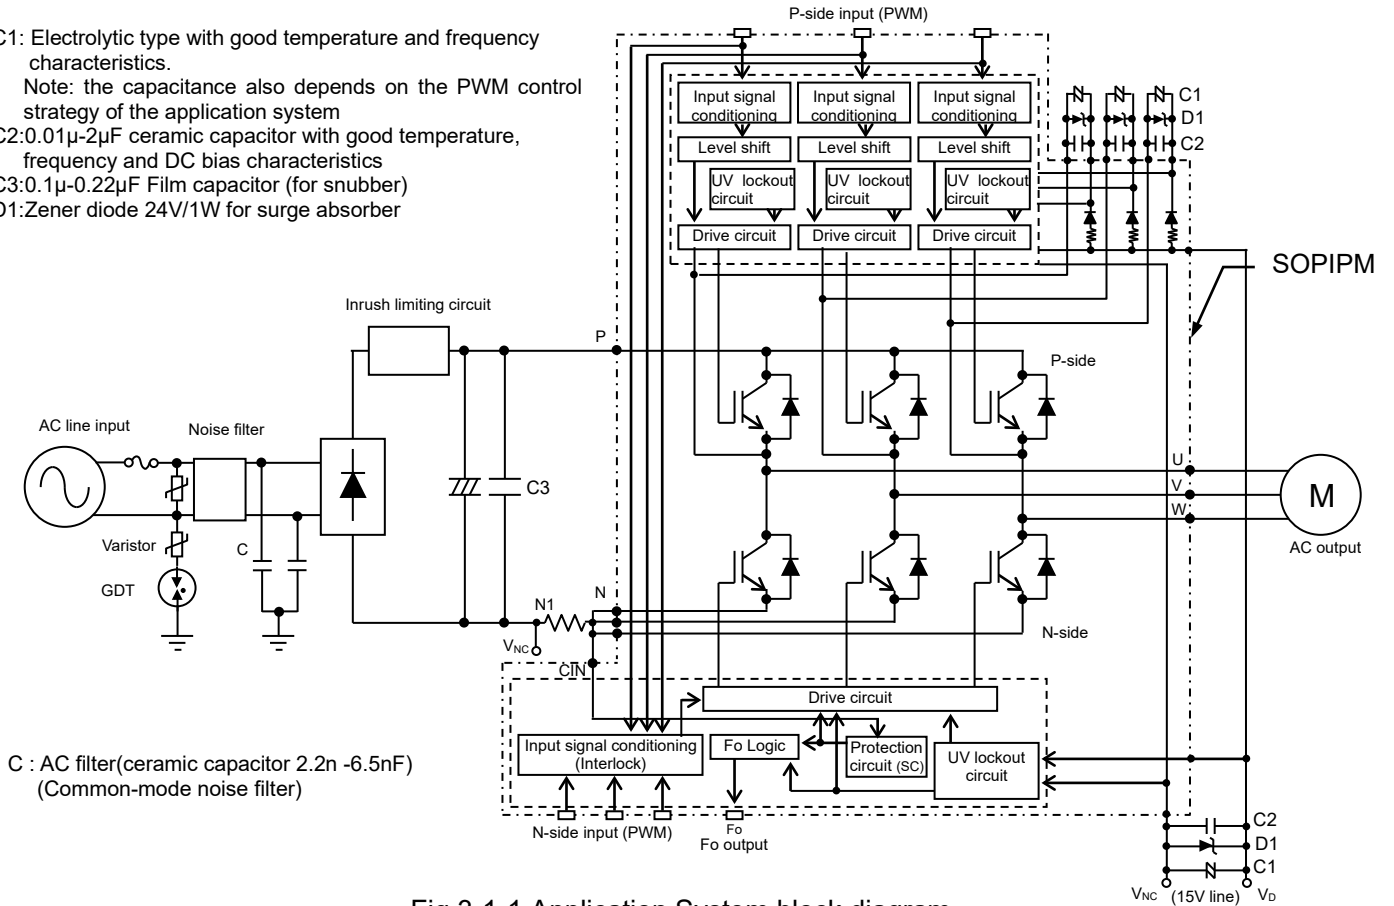 P-side input (PWM)
C1: Electrolytic type with good temperature and frequency
characteristics.
Note: the capacitance also depends on the PWM control
strategy of the application system
C2:0.01μ-2μF ceramic capacitor with good temperature,
frequency and DC bias characteristics
C3:0.1μ-0.22μF Film capacitor (for snubber)
D1:Zener diode 24V/1W for surge absorber
Input signal
conditioning
Input signal
conditioning
Input signal
conditioning
C1
D1
C2
Level shift
Level shift
Level shift
UV lockout
circuit
UV lockout
circuit
UV lockout
circuit
Drive circuit
Drive circuit
Drive circuit
SOPIPM
Inrush limiting circuit
P
P-side
AC line input
Noise filter
U
V
W
M
AC output
C3
Varistor
C
GDT
N1
N
N-side
VNC
CIN
Drive circuit
Input signal conditioning
(Interlock)
Fo Logic
Protection
circuit (SC)
UV lockout
circuit
C : AC filter(ceramic capacitor 2.2n -6.5nF)
(Common-mode noise filter)
N-side input (PWM)
Fo
Fo output
C2
D1
C1
VNC
(15V line)
VD